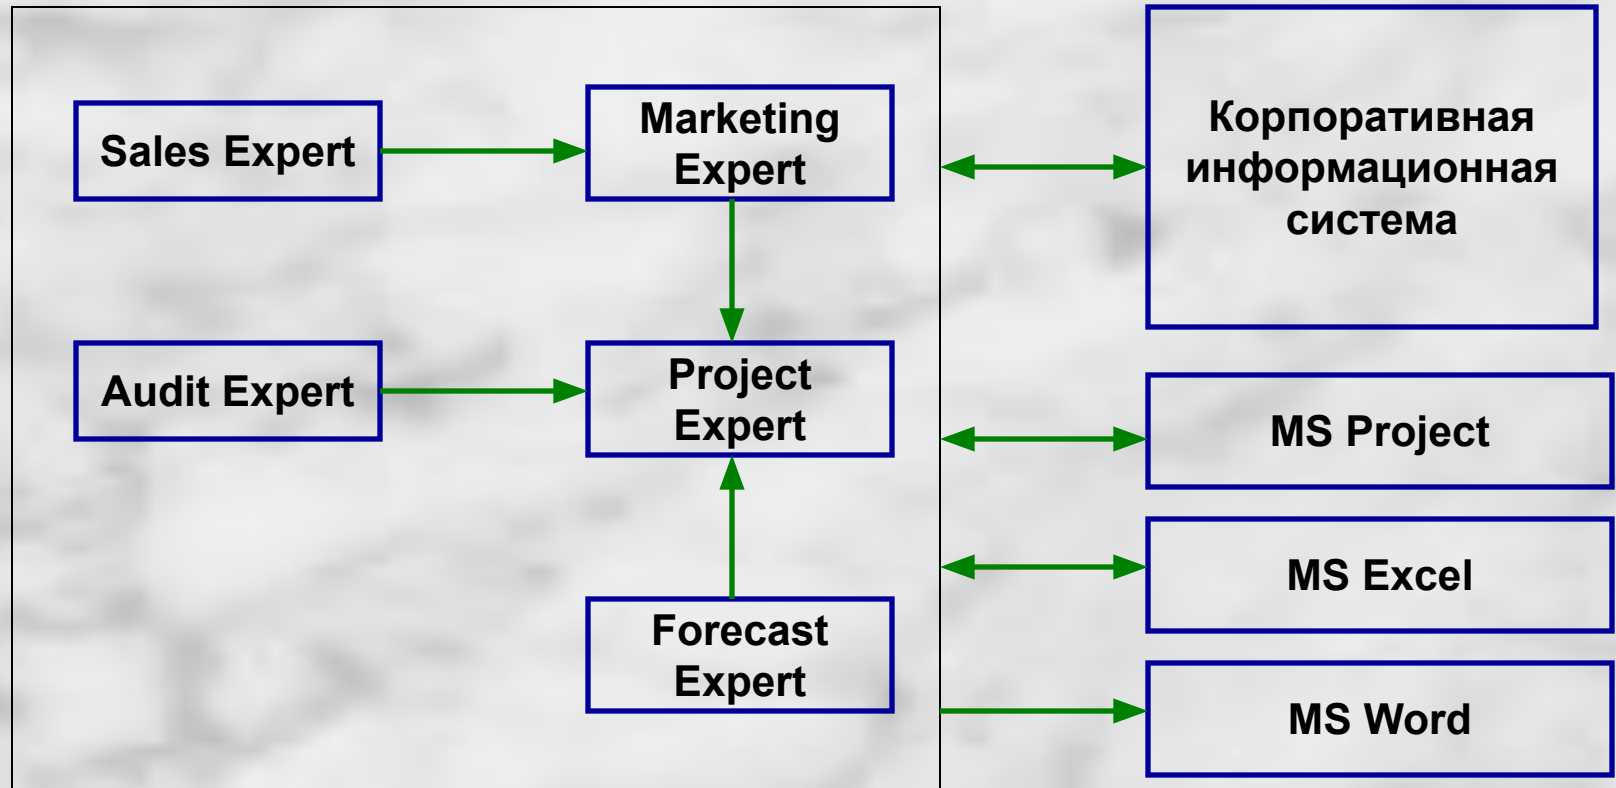 Sales Expert
Marketing
Expert
Audit Expert
Project
Expert
Forecast
Expert
Корпоративная
информационная
система
MS Project
MS Excel
MS Word